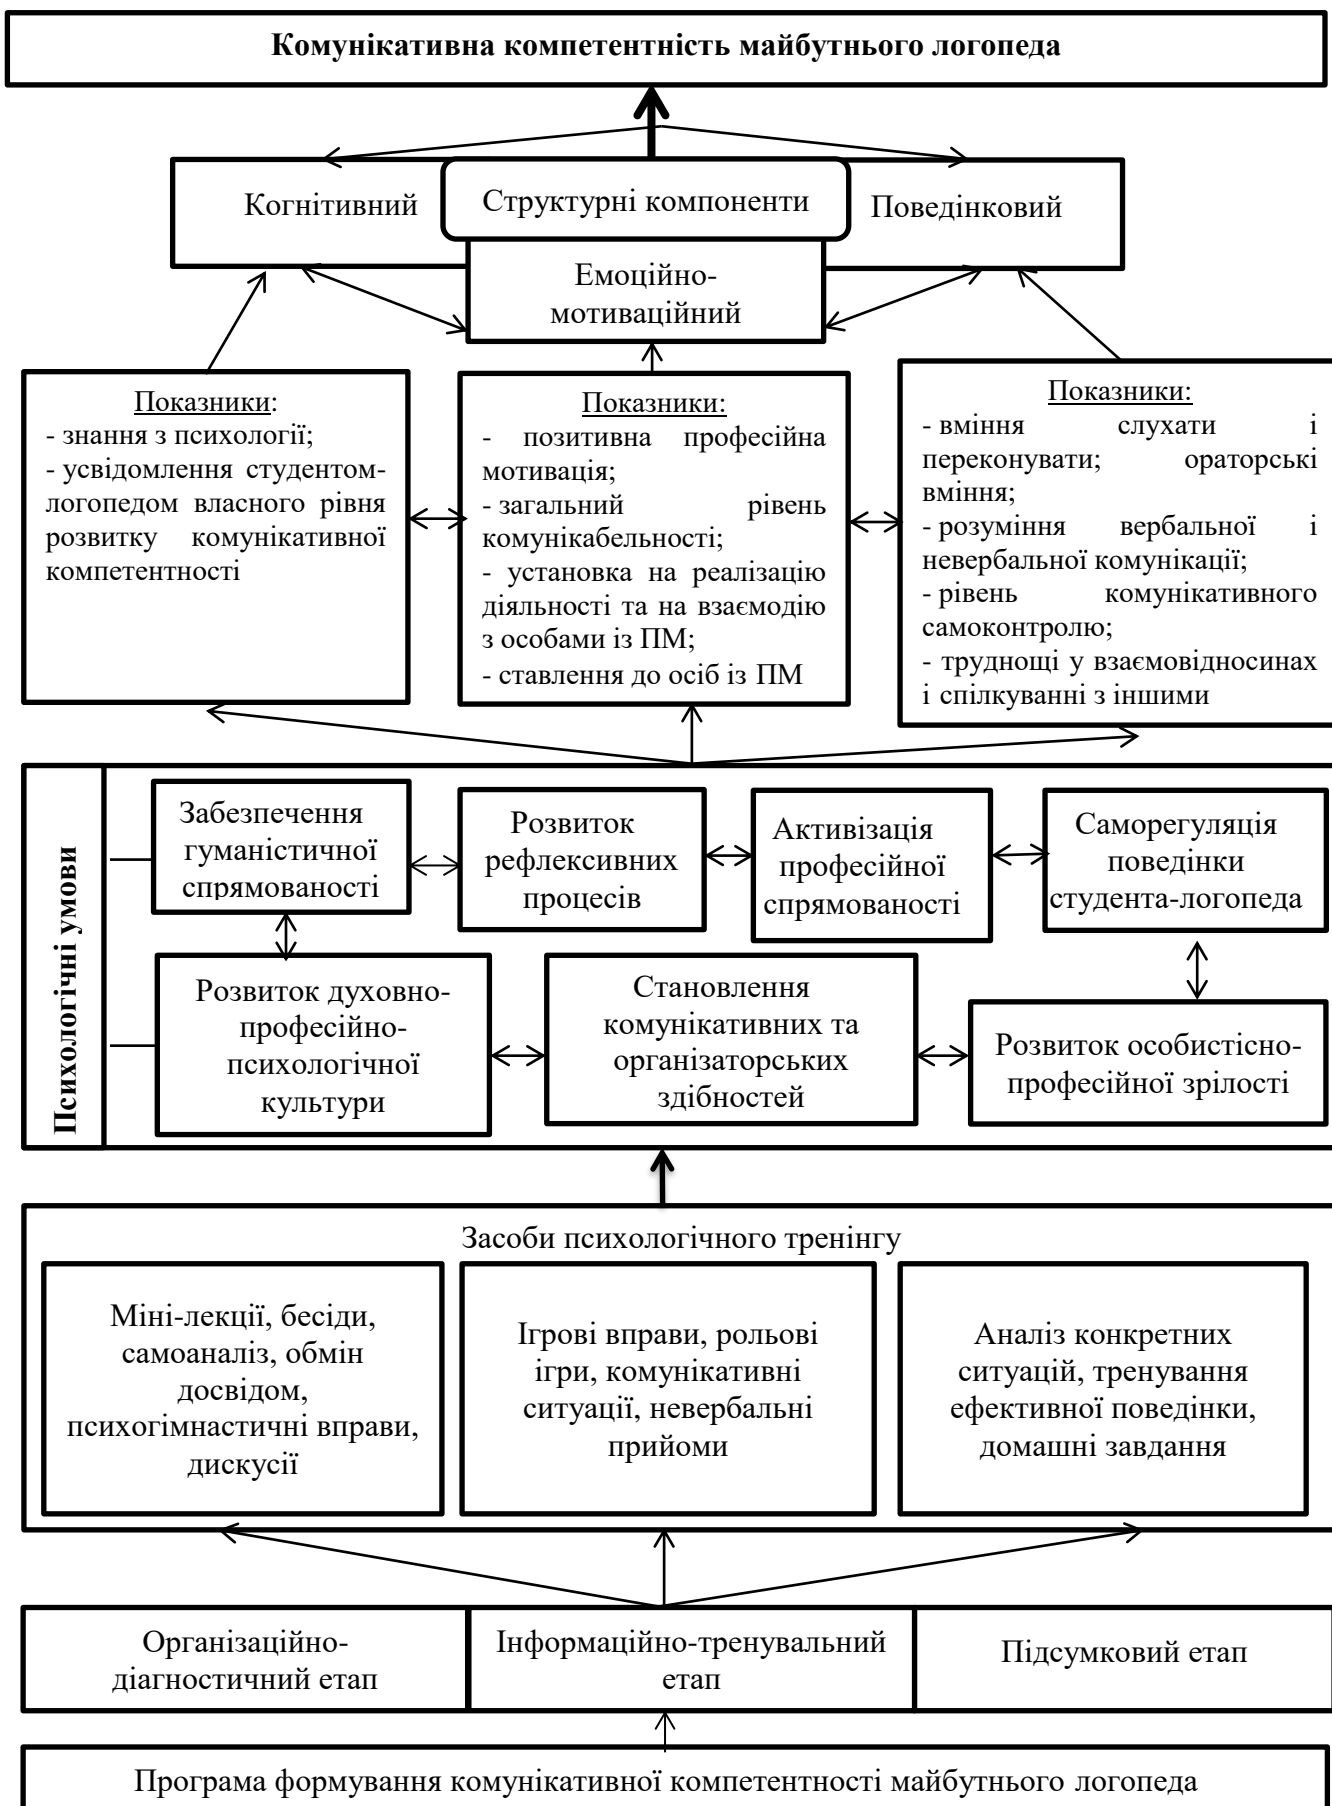 Комунікативна компетентність майбутнього логопеда
Когнітивний
Структурні компоненти
Поведінковий
Емоційно-
мотиваційний
Показники:
- знання з психології;
- усвідомлення студентом-
логопедом власного рівня
розвитку комунікативної
компетентності
Показники:
- позитивна професійна
мотивація;
- загальний рівень
комунікабельності;
- установка на реалізацію
діяльності та на взаємодію
з особами із ПМ;
- ставлення до осіб із ПМ
Показники:
- вміння слухати і
переконувати; ораторські
вміння;
- розуміння вербальної і
невербальної комунікації;
- рівень комунікативного
самоконтролю;
- труднощі у взаємовідносинах
і спілкуванні з іншими
Психологічні умови
Забезпечення
гуманістичної
спрямованості
Розвиток
рефлексивних
процесів
Активізація
професійної
спрямованості
Саморегуляція
поведінки
студента-логопеда
Розвиток духовно-
професійно-
психологічної
культури
Становлення
комунікативних та
організаторських
здібностей
Розвиток особистісно-
професійної зрілості
Засоби психологічного тренінгу
Міні-лекції, бесіди,
самоаналіз, обмін
досвідом,
психогімнастичні вправи,
дискусії
Ігрові вправи, рольові
ігри, комунікативні
ситуації, невербальні
прийоми
Аналіз конкретних
ситуацій, тренування
ефективної поведінки,
домашні завдання
Організаційно-
діагностичний етап
Інформаційно-тренувальний
етап
Підсумковий етап
Програма формування комунікативної компетентності майбутнього логопеда